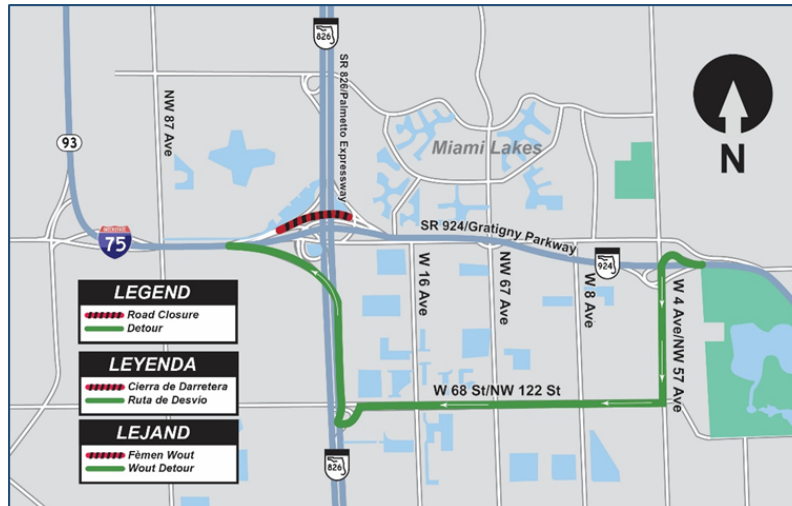 826
SR 826/Palmetto Expressway
NW 87 Ave
93
Miami Lakes
N
INTERSTATE
75
SR 924/Gratigny Parkway
924
W 16 Ave
NW 67 Ave
W 8 Ave
W 4 Ave/NW 57 Ave
W 68 St/NW 122 St
826
LEGEND
Road Closure
Detour
LEYENDA
Cierra de Darretera
Ruta de Desvío
LEJAND
Fèmen Wout
Wout Detour